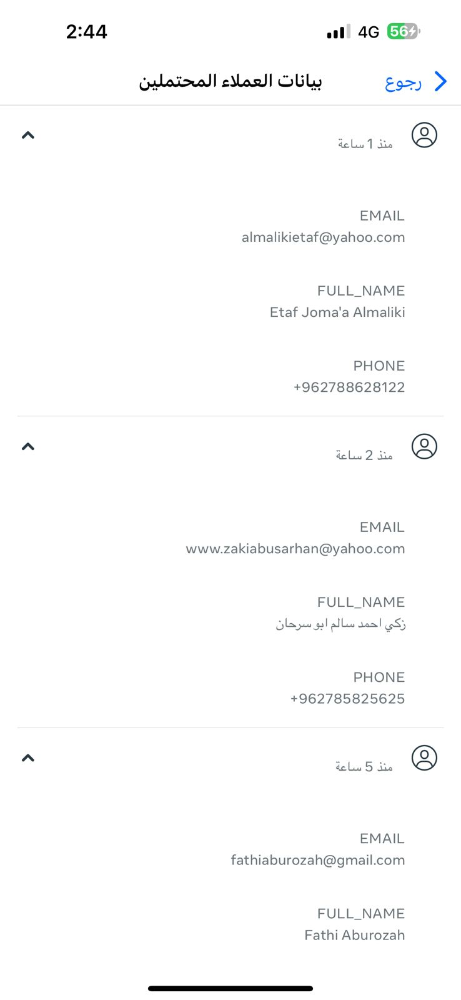 2:44
4G 56
رجوع
بيانات العملاء المحتملين
منذ 1 ساعة
EMAIL
almalikietaf@yahoo.com
FULL_NAME
Etaf Joma'a Almaliki
PHONE
+962788628122
منذ 2 ساعة
EMAIL
www.zakiabusarhan@yahoo.com
FULL_NAME
زكي احمد سالم ابو سرحان
PHONE
+962785825625
منذ 5 ساعة
EMAIL
fathiaburozah@gmail.com
FULL_NAME
Fathi Aburozah